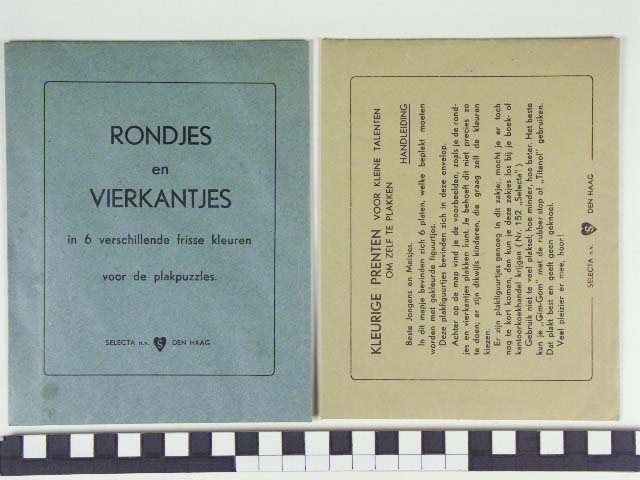 RONDJES
en
VIERKANTJES
in 6 verschillende frisse kleuren
voor de plakpuzzles.
SELECTA n.v. S DEN HAAG
KLEURIGE PRENTEN VOOR KLEINE TALENTEN
OM ZELF TE PLAKKEN
HANDLEIDING
Beste Jongens en Meisjes.
In dit mapje bevinden zich 6 platen, welke beplakt moeten
worden met gekleurde figuurtjes.
Deze plakfiguurtjes bevinden zich in deze envelop.
Achter op de map vind je de voorbeelden, zoals je de rond-
jes en vierkantjes plakken kunt. Je behoeft dit niet precies zo
te doen; er zijn dikwijls kinderen, die graag zelf de kleuren
kiezen.
Er zijn plakfiguurtjes genoeg in dit zakje; mocht je er toch
nog te kort komen, dan kun je deze zakjes los bij je boek- of
kantoorboekhandel krijgen (Nr. 152 „Selecta")
Gebruik niet te veel plaksel; hoe minder, hoe beter. Het beste
kun je „Grim-Gom" met de rubber stop of „Titanol" gebruiken.
Dat plakt best en geeft geen geknoei.
Veel pleizier er mee, hoor!
SELECTA n.v. S DEN HAAG